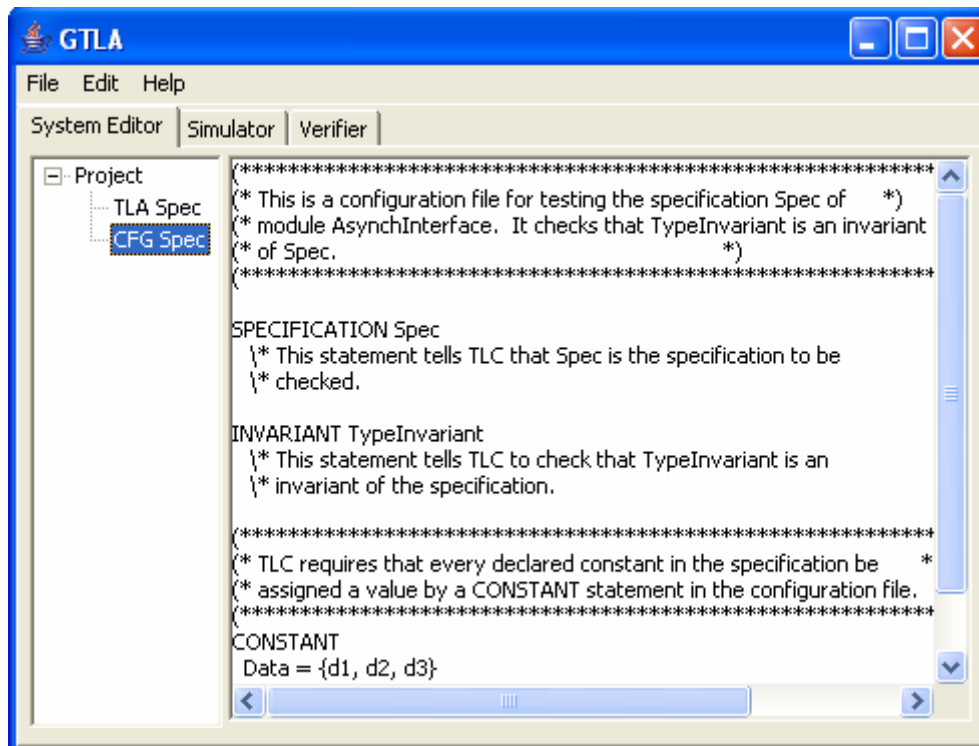 GTLA
File Edit Help
System Editor Simulator Verifier
Project
TLA Spec
CFG Spec
(***********************************************************
(* This is a configuration file for testing the specification Spec of *)
(* module AsynchInterface. It checks that TypeInvariant is an invariant
(* of Spec. *)
(***********************************************************
SPECIFICATION Spec
\* This statement tells TLC that Spec is the specification to be
\* checked.
INVARIANT TypeInvariant
\* This statement tells TLC to check that TypeInvariant is an
\* invariant of the specification.
(***********************************************************
(* TLC requires that every declared constant in the specification be *
(* assigned a value by a CONSTANT statement in the configuration file.
(***********************************************************
CONSTANT
Data = {d1, d2, d3}